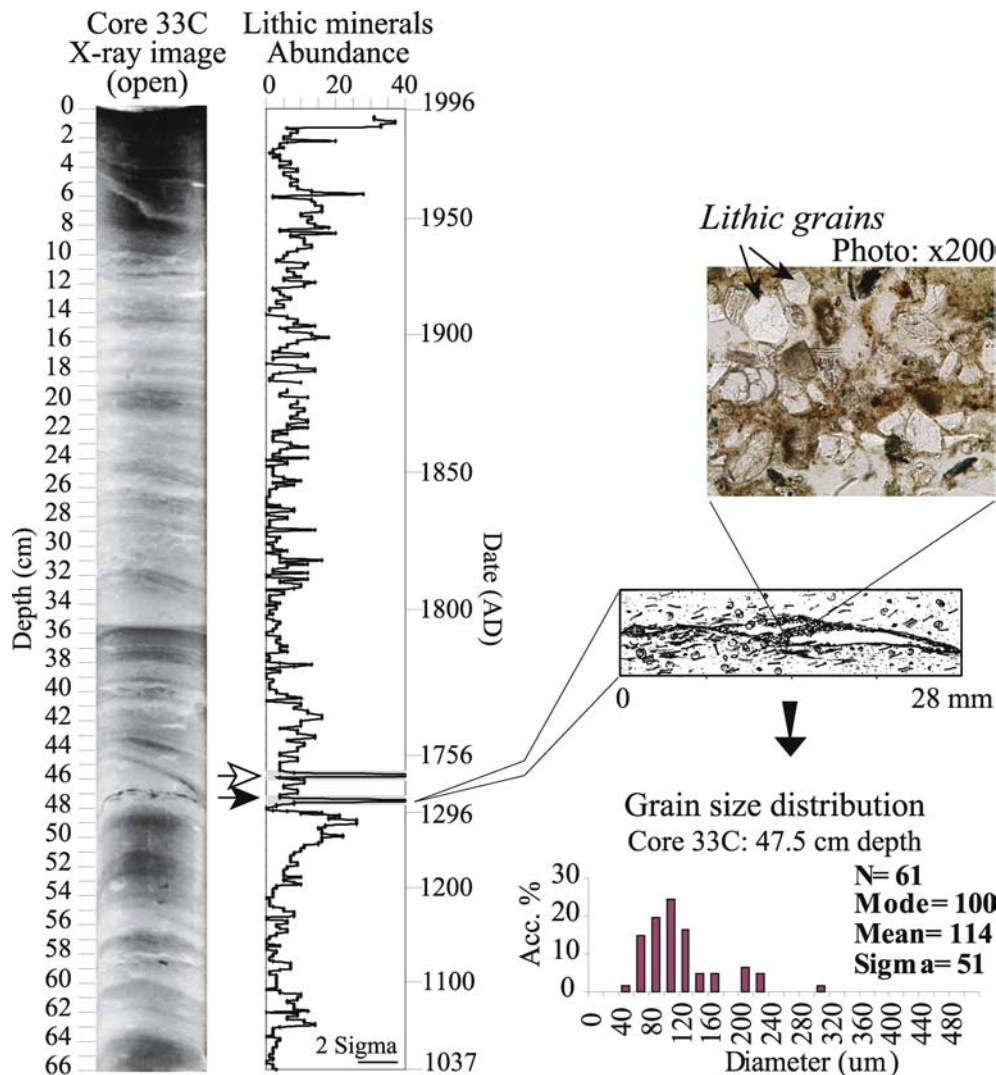 Core 33C
X-ray image
(open)
Lithic minerals
Abundance
0 20 40
Depth (cm)
0
2
4
6
8
10
12
14
16
18
20
22
24
26
28
30
32
34
36
38
40
42
44
46
48
50
52
54
56
58
60
62
64
66
1996
1950
1900
1850
1800
1756
1296
1200
1100
1037
Date (AD)
2 Sigma
Lithic grains
Photo: x200
0 28 mm
Grain size distribution
Core 33C: 47.5 cm depth
N= 61
Mode= 100
Mean= 114
Sigma= 51
Acc. %
30
20
10
0
0 40 80 120 160 200 240 280 320 360 400 440 480
Diameter (um)